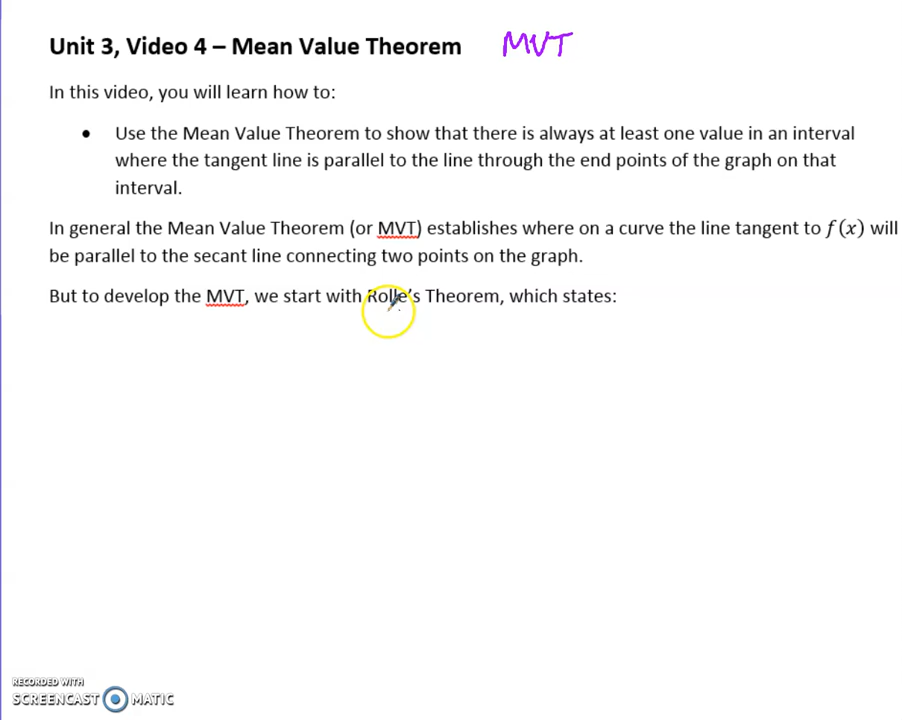 Unit 3, Video 4 – Mean Value Theorem MVT
In this video, you will learn how to:
• Use the Mean Value Theorem to show that there is always at least one value in an interval
where the tangent line is parallel to the line through the end points of the graph on that
interval.
In general the Mean Value Theorem (or MVT) establishes where on a curve the line tangent to f(x) will
be parallel to the secant line connecting two points on the graph.
But to develop the MVT, we start with Rolle's Theorem, which states:
RECORDED WITH
SCREENCAST MATIC